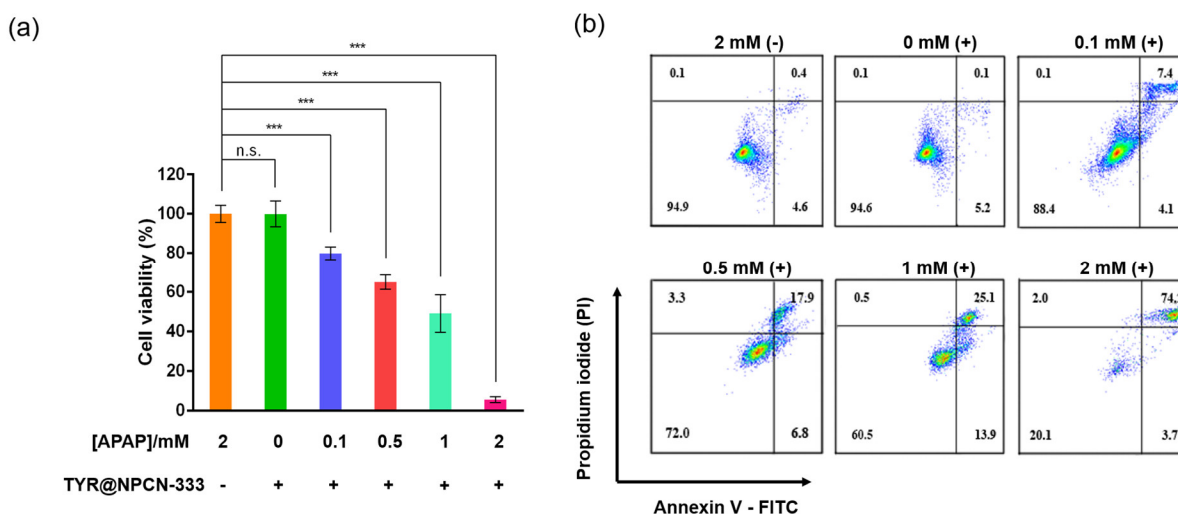 (a)
***
***
***
***
n.s.
120
100
80
60
40
20
0
Cell viability (%)
[APAP]/mM 2 0 0.1 0.5 1 2
TYR@NPCN-333 - + + + + +
(b)
2 mM (-) 0 mM (+) 0.1 mM (+)
0.1 0.4 0.1 0.1 0.1 7.4
94.9 4.6 94.6 5.2 88.4 4.1
0.5 mM (+) 1 mM (+) 2 mM (+)
3.3 17.9 0.5 25.1 2.0 74.
72.0 6.8 60.5 13.9 20.1 3.7
Propidium iodide (PI)
Annexin V - FITC